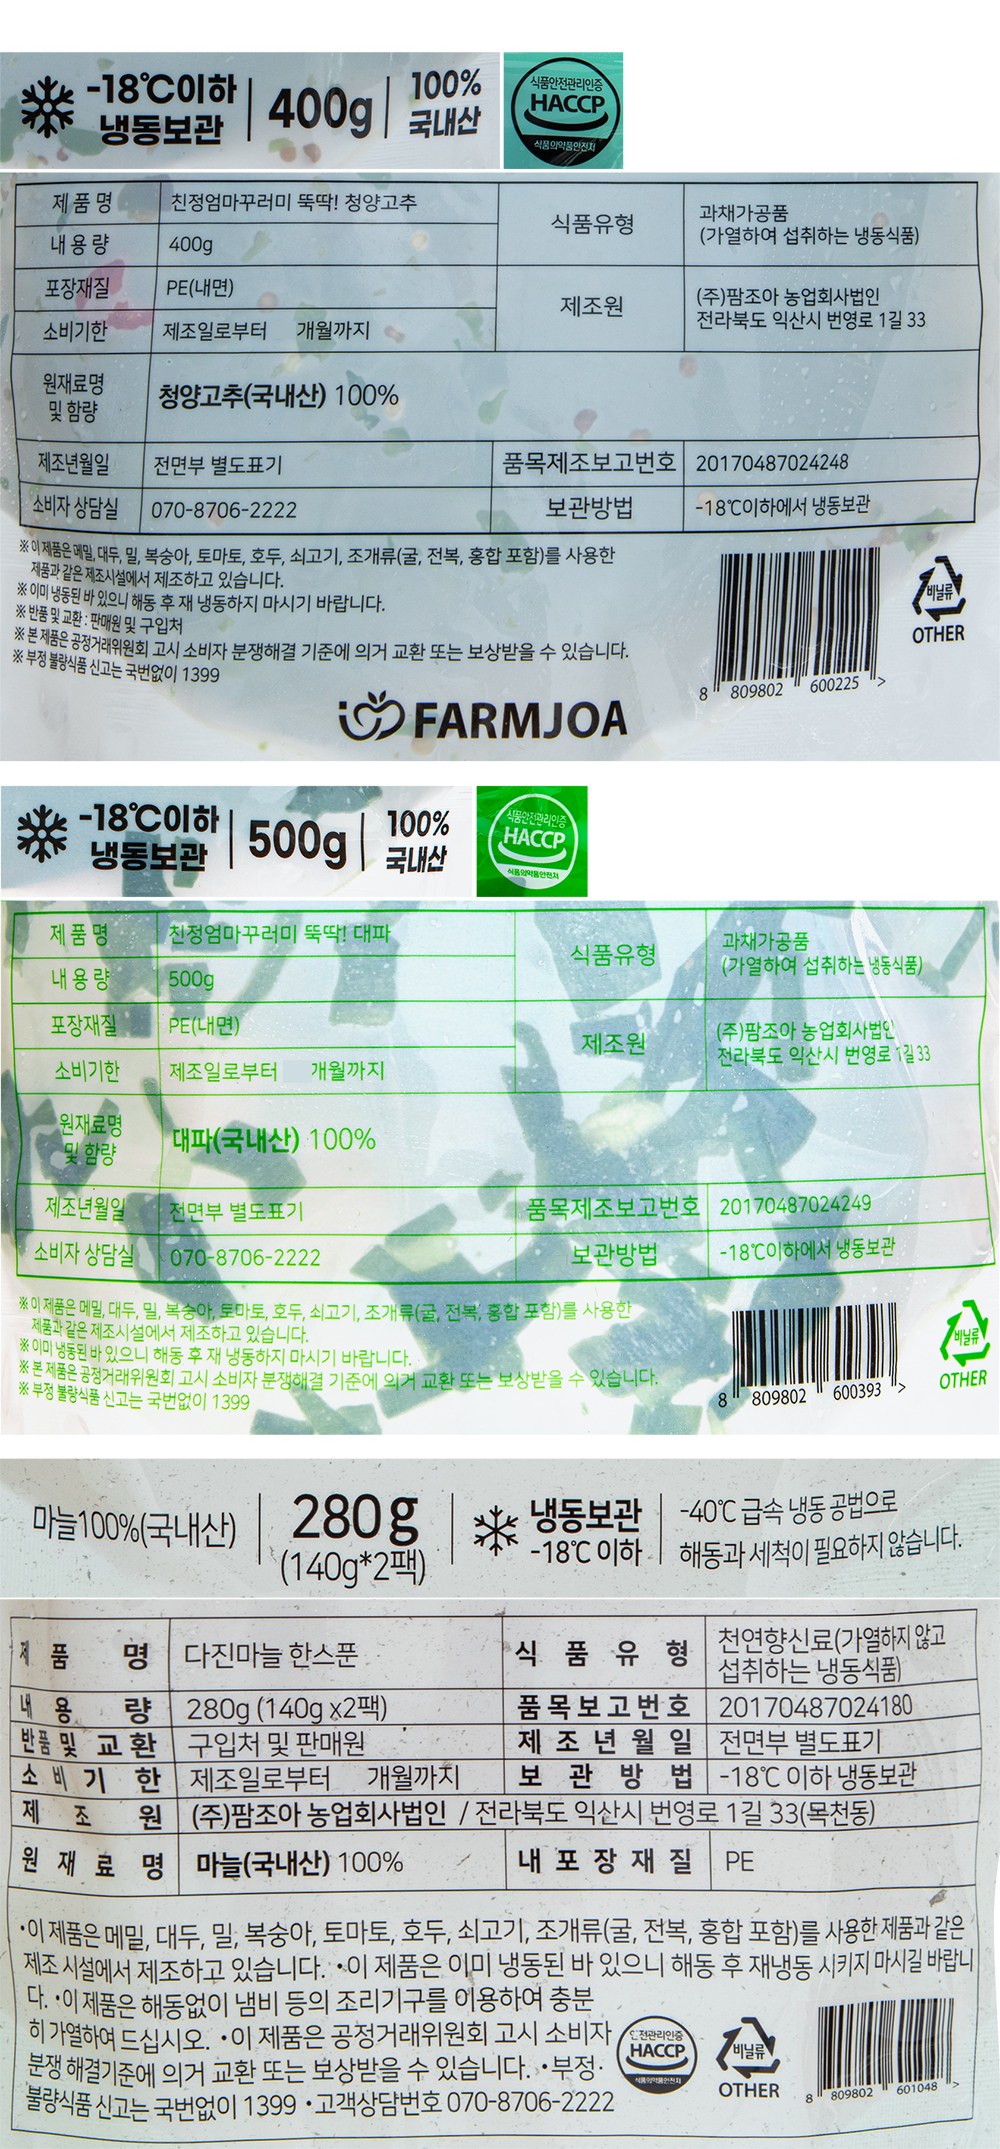 -18℃이하
냉동보관
400g
100%
국내산
식품안전관리인증
HACCP
식품의약품안전처
제품명
친정엄마꾸러미 뚝딱! 청양고추
식품유형
과채가공품
(가열하여 섭취하는 냉동식품)
내용량
400g
포장재질
PE(내면)
제조원
(주)팜조아 농업회사법인
전라북도 익산시 번영로 1길 33
소비기한
제조일로부터 개월까지
원재료명
및 함량
청양고추(국내산) 100%
제조년월일
전면부 별도표기
품목제조보고번호
20170487024248
소비자 상담실
070-8706-2222
보관방법
-18℃이하에서 냉동보관
※ 이 제품은 메밀, 대두, 밀, 복숭아, 토마토, 호두, 쇠고기, 조개류(굴, 전복, 홍합 포함)를 사용한
제품과 같은 제조시설에서 제조하고 있습니다.
※ 이미 냉동된 바 있으니 해동 후 재 냉동하지 마시기 바랍니다.
※ 반품 및 교환 : 판매원 및 구입처
※ 본 제품은 공정거래위원회 고시 소비자 분쟁해결 기준에 의거 교환 또는 보상받을 수 있습니다.
※ 부정 불량식품 신고는 국번없이 1399
8 809802 600225 >
비닐류
OTHER
FARMJOA
-18℃이하
냉동보관
500g
100%
국내산
식품안전관리인증
HACCP
식품의약품안전처
제품명
친정엄마꾸러미 뚝딱! 대파
식품유형
과채가공품
(가열하여 섭취하는 냉동식품)
내용량
500g
포장재질
PE(내면)
제조원
(주)팜조아 농업회사법인
전라북도 익산시 번영로 1길 33
소비기한
제조일로부터 개월까지
원재료명
및 함량
대파(국내산) 100%
제조년월일
전면부 별도표기
품목제조보고번호
20170487024249
소비자 상담실
070-8706-2222
보관방법
-18℃이하에서 냉동보관
※ 이 제품은 메밀, 대두, 밀, 복숭아, 토마토, 호두, 쇠고기, 조개류(굴, 전복, 홍합 포함)를 사용한
제품과 같은 제조시설에서 제조하고 있습니다.
※ 이미 냉동된 바 있으니 해동 후 재 냉동하지 마시기 바랍니다.
※ 본 제품은 공정거래위원회 고시 소비자 분쟁해결 기준에 의거 교환 또는 보상받을 수 있습니다.
※ 부정 불량식품 신고는 국번없이 1399
8 809802 600393 >
비닐류
OTHER
마늘100%(국내산)
280g
(140g*2팩)
냉동보관
-18℃ 이하
-40℃ 급속 냉동 공법으로
해동과 세척이 필요하지 않습니다.
제품명
다진마늘 한스푼
식품유형
천연향신료(가열하지 않고
섭취하는 냉동식품)
내용량
280g (140g x2팩)
품목보고번호
20170487024180
반품 및 교환
구입처 및 판매원
제조년월일
전면부 별도표기
소비기한
제조일로부터 개월까지
보관방법
-18℃ 이하 냉동보관
제조원
(주)팜조아 농업회사법인 / 전라북도 익산시 번영로 1길 33(목천동)
원재료명
마늘(국내산) 100%
내포장재질
PE
•이 제품은 메밀, 대두, 밀, 복숭아, 토마토, 호두, 쇠고기, 조개류(굴, 전복, 홍합 포함)를 사용한 제품과 같은
제조 시설에서 제조하고 있습니다. •이 제품은 이미 냉동된 바 있으니 해동 후 재냉동 시키지 마시길 바랍니
다. •이 제품은 해동없이 냄비 등의 조리기구를 이용하여 충분
히 가열하여 드십시오. •이 제품은 공정거래위원회 고시 소비자
분쟁 해결기준에 의거 교환 또는 보상받을 수 있습니다. •부정·
불량식품 신고는 국번없이 1399 •고객상담번호 070-8706-2222
안전관리인증
HACCP
식품의약품안전처
비닐류
OTHER
8 809802 601048 >